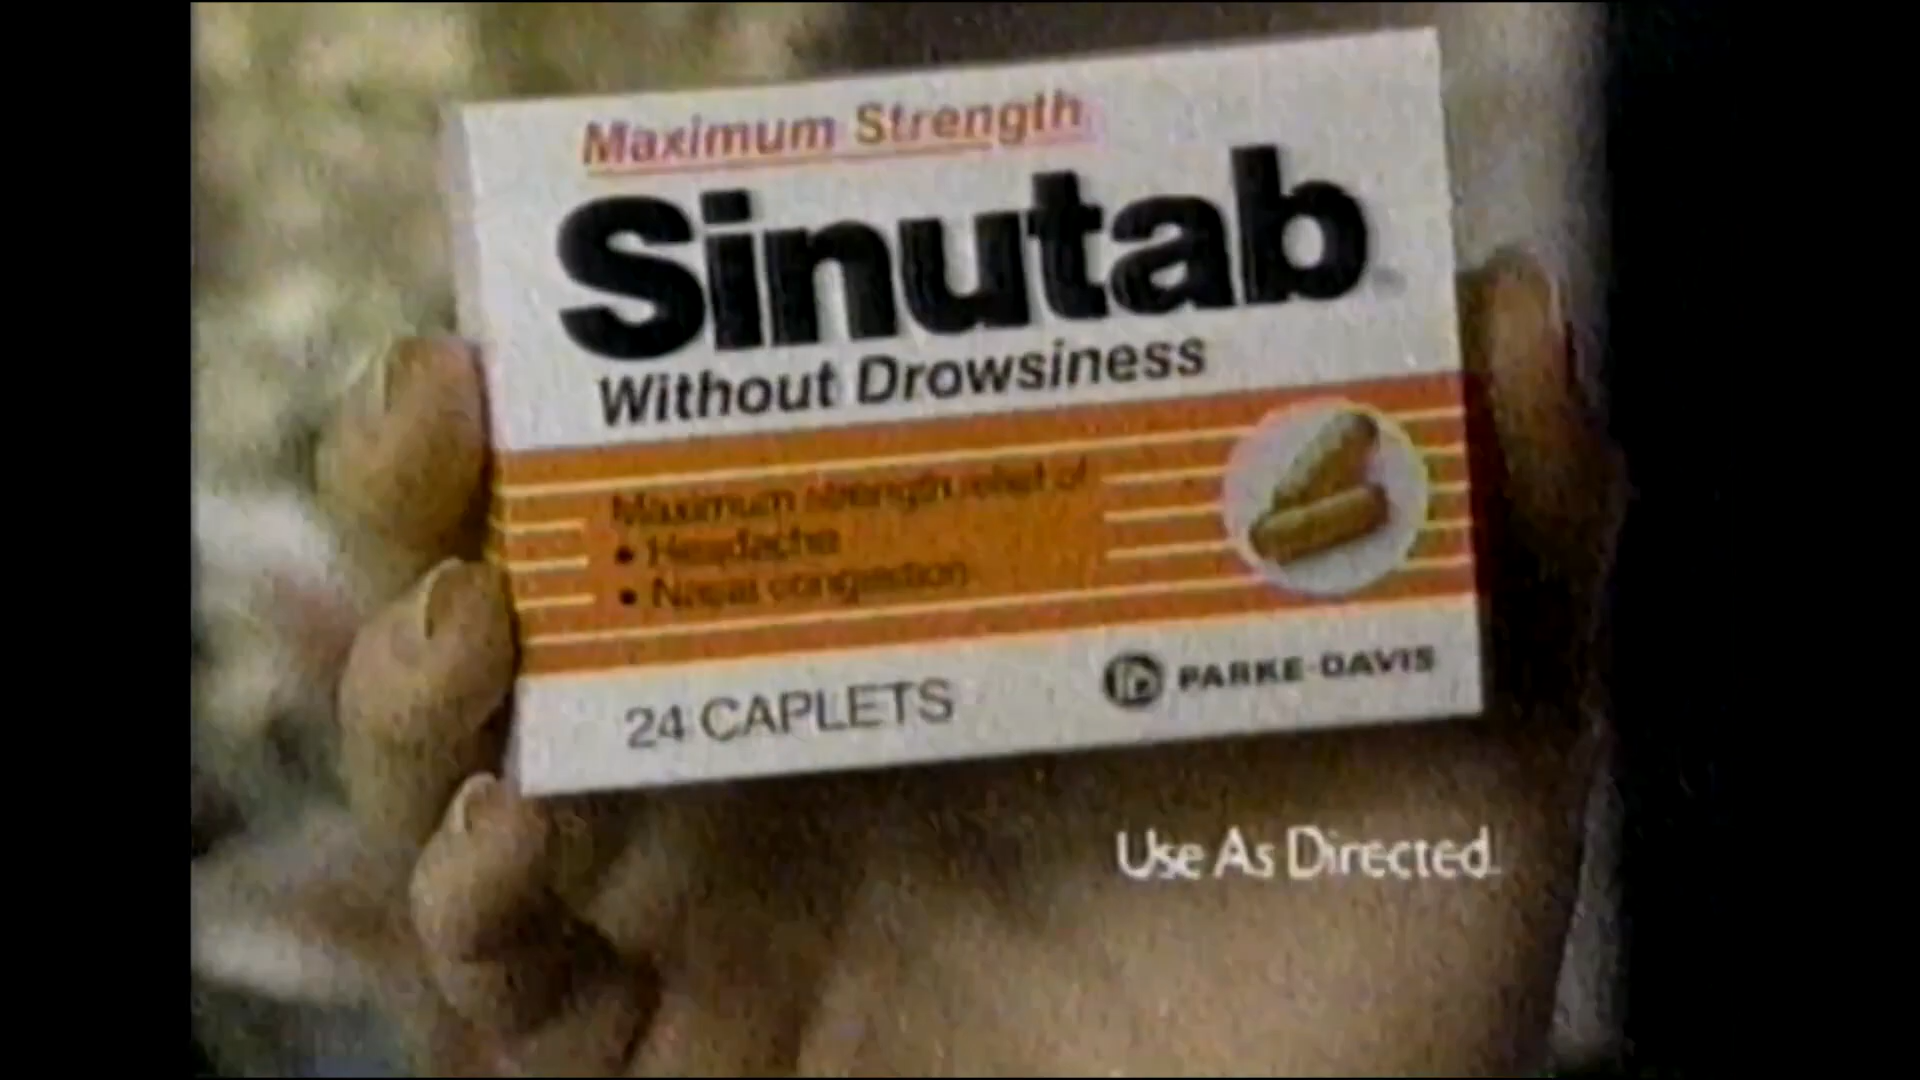 Maximum Strength
Sinutab
Without Drowsiness
Maximum strength relief of
• Headache
• Nasal congestion
24 CAPLETS
PARKE-DAVIS
Use As Directed.